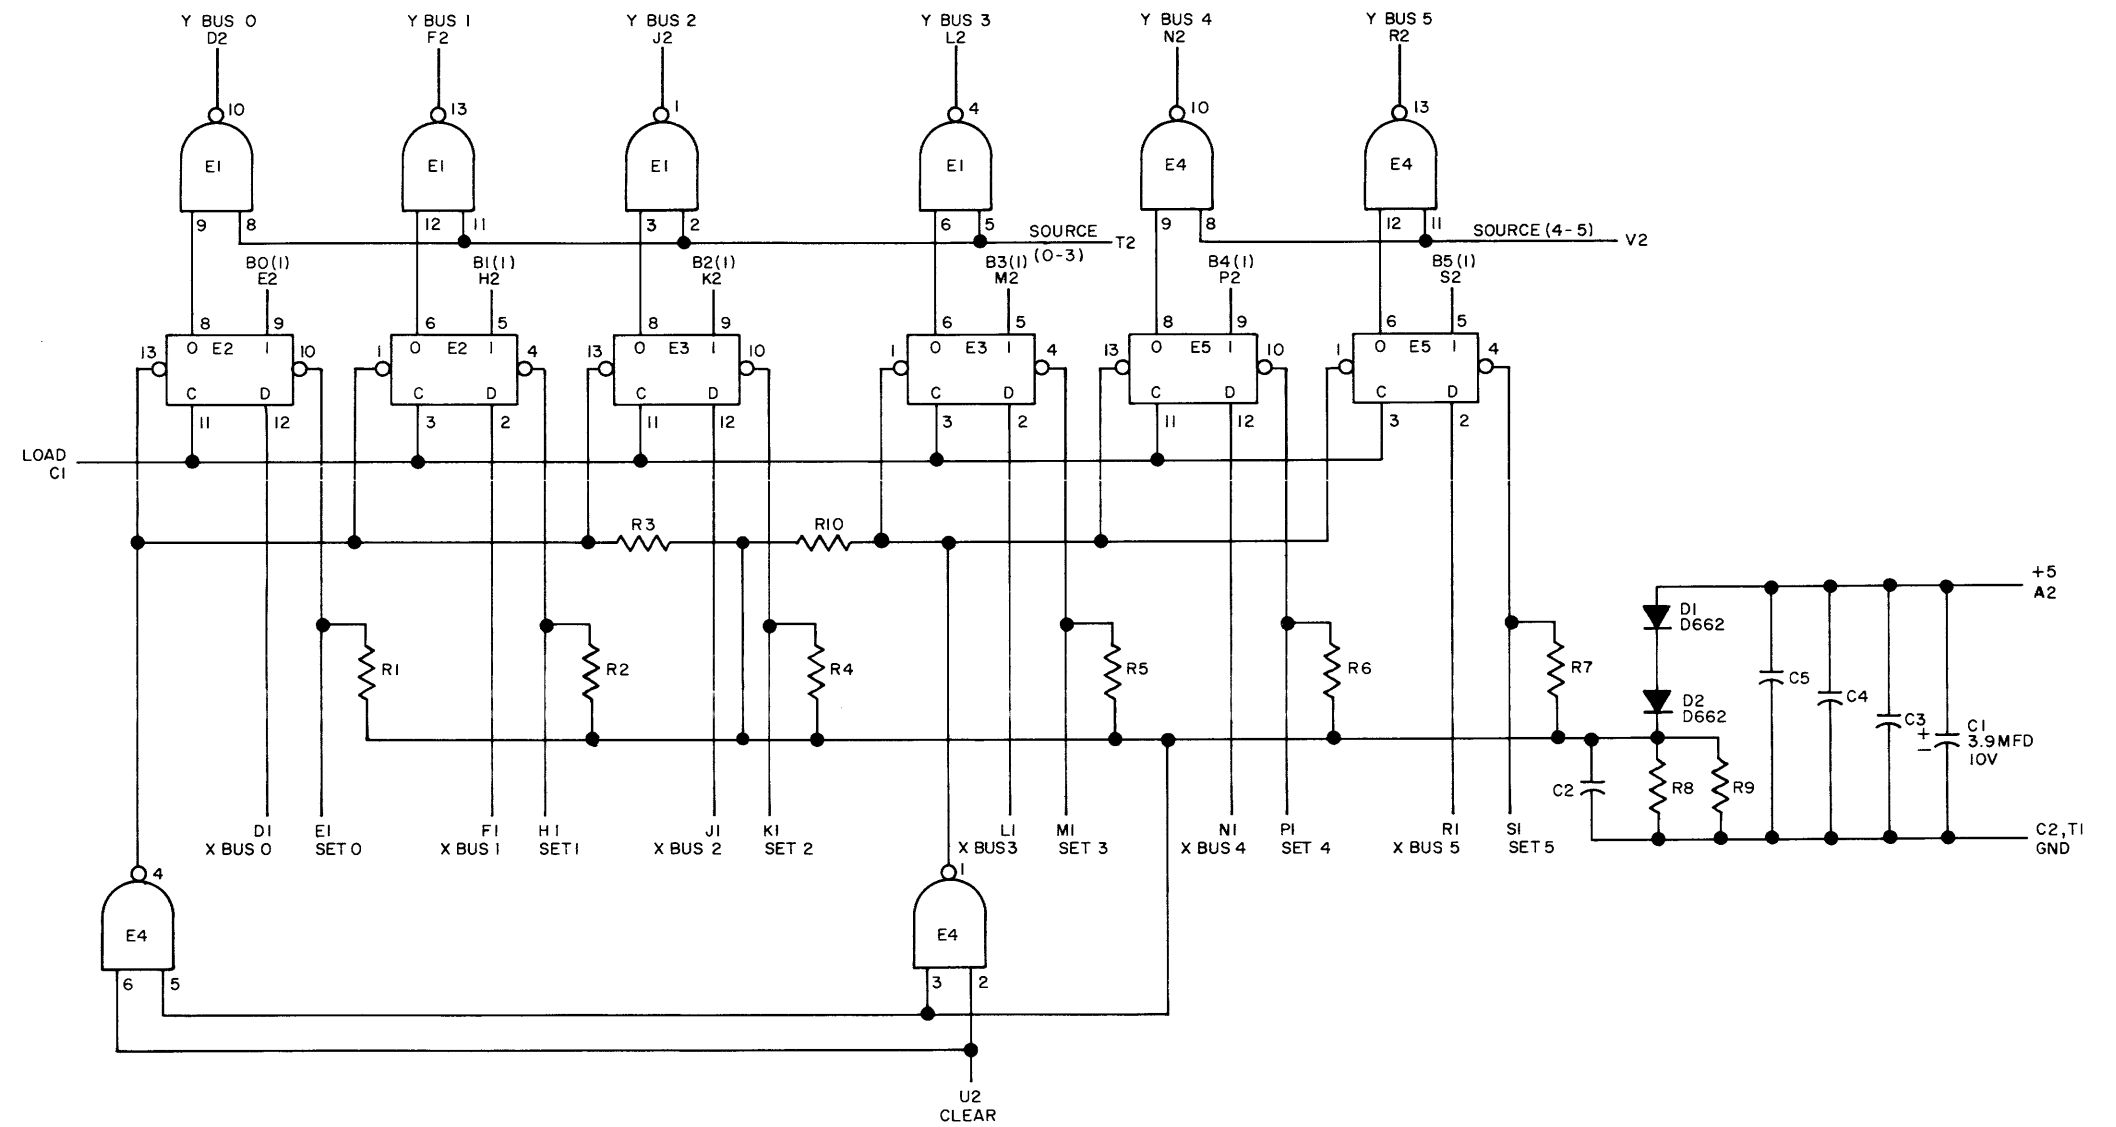 Y BUS 0 Y BUS 1 Y BUS 2 Y BUS 3 Y BUS 4 Y BUS 5
D2 F2 J2 L2 N2 R2
10 13 1 4 10 13
E1 E1 E1 E1 E4 E4
9 8 12 11 3 2 6 5 9 8 12 11
SOURCE T2
(0-3)
SOURCE (4-5) V2
B0(1) B1(1) B2(1) B3(1) B4(1) B5(1)
E2 H2 K2 M2 P2 S2
8 9 6 5 8 9 6 5 8 9 6 5
13 0 E2 1 10 1 0 E2 1 4 13 0 E3 1 10 1 0 E3 1 4 13 0 E5 1 10 1 0 E5 1 4
C D C D C D C D C D C D
11 12 3 2 11 12 3 2 11 12 3 2
LOAD
C1
R3 R10
+5
A2
D1
D662
R1 R2 R4 R5 R6 R7
D2
D662
C5 C4 C3
+
−
C1
3.9MFD
10V
C2 R8 R9
D1 E1 F1 H1 J1 K1 L1 M1 N1 P1 R1 S1
X BUS 0 SET 0 X BUS 1 SET 1 X BUS 2 SET 2 X BUS 3 SET 3 X BUS 4 SET 4 X BUS 5 SET 5
C2, T1
GND
4 1
E4 E4
6 5 3 2
U2
CLEAR